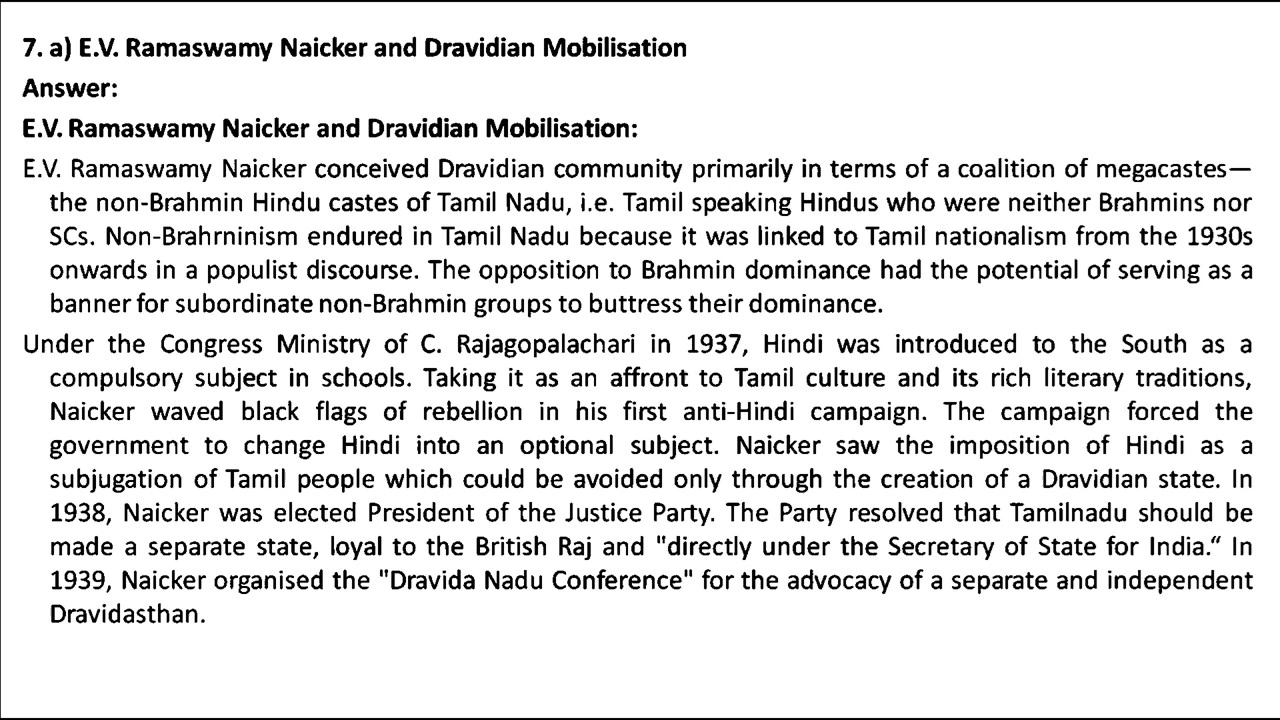 7. a) E.V. Ramaswamy Naicker and Dravidian Mobilisation
Answer:
E.V. Ramaswamy Naicker and Dravidian Mobilisation:
E.V. Ramaswamy Naicker conceived Dravidian community primarily in terms of a coalition of megacastes—
the non-Brahmin Hindu castes of Tamil Nadu, i.e. Tamil speaking Hindus who were neither Brahmins nor
SCs. Non-Brahrninism endured in Tamil Nadu because it was linked to Tamil nationalism from the 1930s
onwards in a populist discourse. The opposition to Brahmin dominance had the potential of serving as a
banner for subordinate non-Brahmin groups to buttress their dominance.
Under the Congress Ministry of C. Rajagopalachari in 1937, Hindi was introduced to the South as a
compulsory subject in schools. Taking it as an affront to Tamil culture and its rich literary traditions,
Naicker waved black flags of rebellion in his first anti-Hindi campaign. The campaign forced the
government to change Hindi into an optional subject. Naicker saw the imposition of Hindi as a
subjugation of Tamil people which could be avoided only through the creation of a Dravidian state. In
1938, Naicker was elected President of the Justice Party. The Party resolved that Tamilnadu should be
made a separate state, loyal to the British Raj and "directly under the Secretary of State for India.“ In
1939, Naicker organised the "Dravida Nadu Conference" for the advocacy of a separate and independent
Dravidasthan.